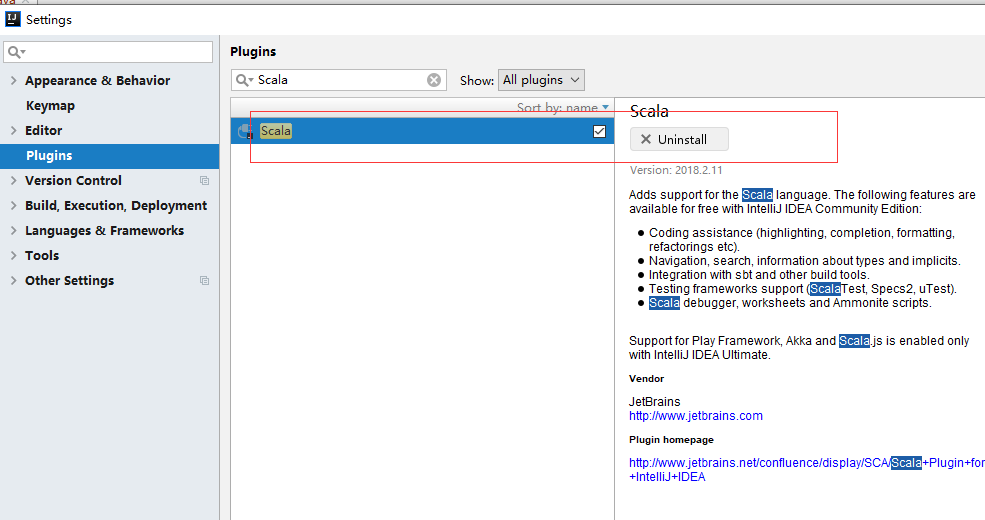 Settings
Appearance & Behavior
Keymap
Editor
Plugins
Version Control
Build, Execution, Deployment
Languages & Frameworks
Tools
Other Settings
Plugins
Scala
Show: All plugins
Sort by: name
Scala
Scala
Uninstall
Version: 2018.2.11
Adds support for the Scala language. The following features are
available for free with IntelliJ IDEA Community Edition:
● Coding assistance (highlighting, completion, formatting,
refactorings etc).
● Navigation, search, information about types and implicits.
● Integration with sbt and other build tools.
● Testing frameworks support (ScalaTest, Specs2, uTest).
● Scala debugger, worksheets and Ammonite scripts.
Support for Play Framework, Akka and Scala.js is enabled only
with IntelliJ IDEA Ultimate.
Vendor
JetBrains
http://www.jetbrains.com
Plugin homepage
http://www.jetbrains.net/confluence/display/SCA/Scala+Plugin+for
+IntelliJ+IDEA